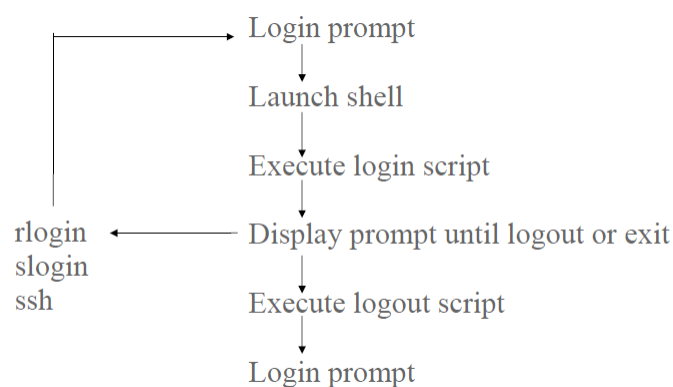 Login prompt
Launch shell
Execute login script
Display prompt until logout or exit
rlogin
slogin
ssh
Execute logout script
Login prompt